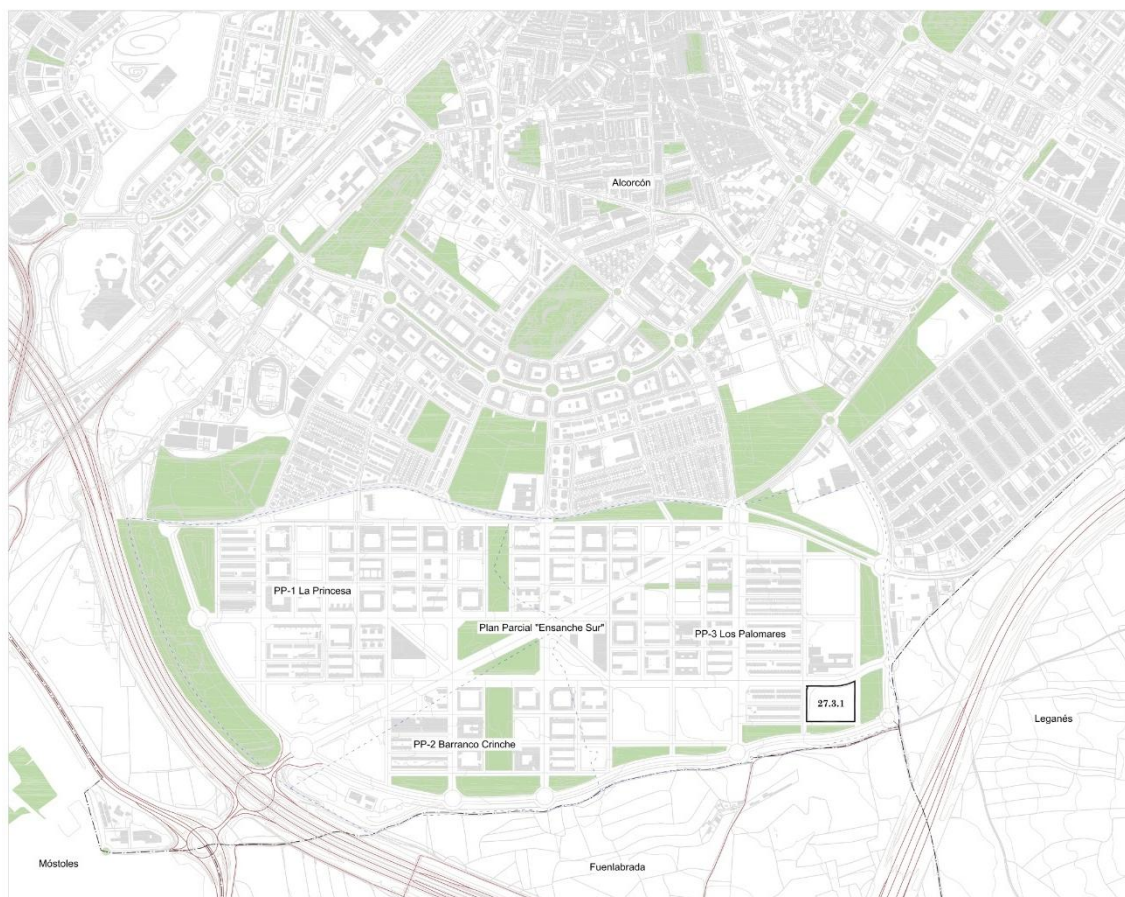 Alcorcón
PP-1 La Princesa
Plan Parcial "Ensanche Sur"
PP-3 Los Palomares
27.3.1
Leganés
PP-2 Barranco Crinche
Móstoles
Fuenlabrada